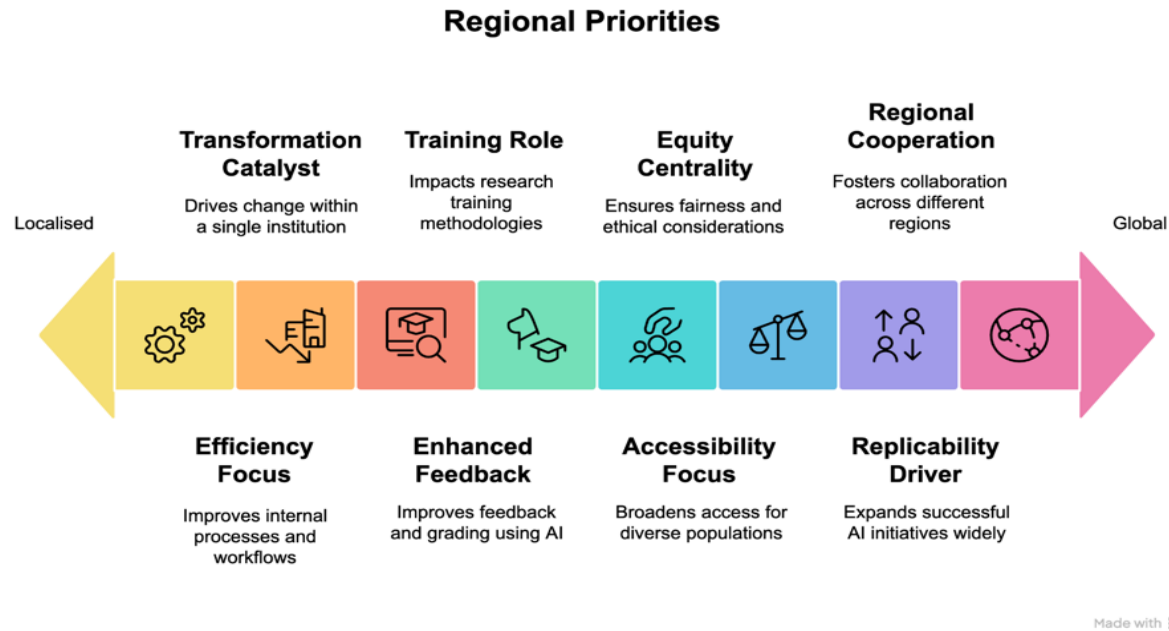 Regional Priorities
Transformation
Catalyst
Drives change within
a single institution
Training Role
Impacts research
training
methodologies
Equity
Centrality
Ensures fairness and
ethical considerations
Regional
Cooperation
Fosters collaboration
across different
regions
Localised
Global
Efficiency
Focus
Improves internal
processes and
workflows
Enhanced
Feedback
Improves feedback
and grading using AI
Accessibility
Focus
Broadens access for
diverse populations
Replicability
Driver
Expands successful
AI initiatives widely
Made with